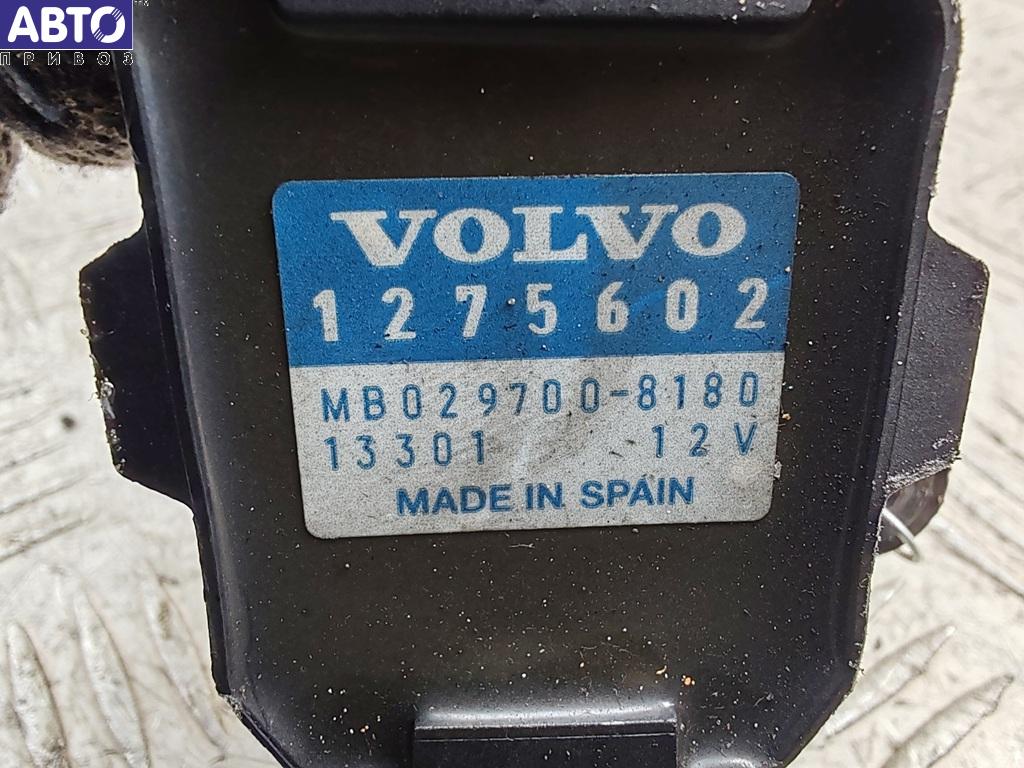 АВТО
ПРИВОЗ
VOLVO
1275602
MB029700-8180
13301 12V
MADE IN SPAIN